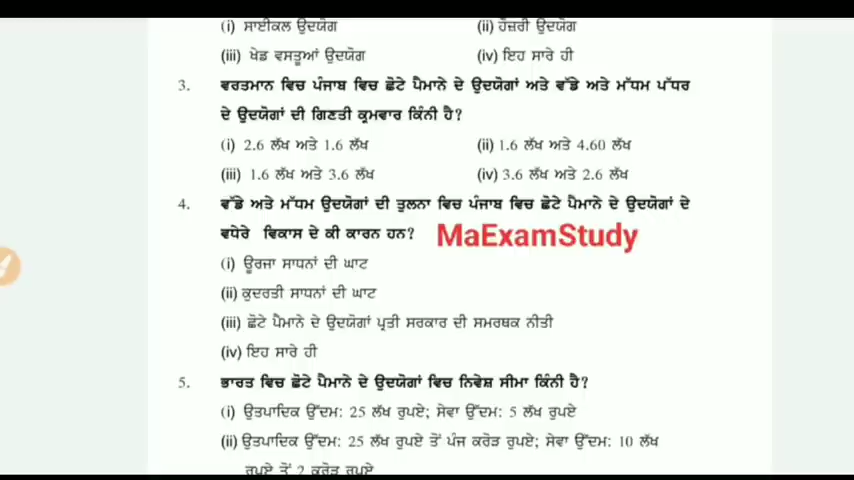 (i) ਸਾਈਕਲ ਉਦਯੋਗ (ii) ਹੌਜ਼ਰੀ ਉਦਯੋਗ
(iii) ਖੇਡ ਵਸਤੂਆਂ ਉਦਯੋਗ (iv) ਇਹ ਸਾਰੇ ਹੀ
3. ਵਰਤਮਾਨ ਵਿਚ ਪੰਜਾਬ ਵਿਚ ਛੋਟੇ ਪੈਮਾਨੇ ਦੇ ਉਦਯੋਗਾਂ ਅਤੇ ਵੱਡੇ ਅਤੇ ਮੱਧਮ ਪੱਧਰ
ਦੇ ਉਦਯੋਗਾਂ ਦੀ ਗਿਣਤੀ ਕ੍ਰਮਵਾਰ ਕਿੰਨੀ ਹੈ?
(i) 2.6 ਲੱਖ ਅਤੇ 1.6 ਲੱਖ (ii) 1.6 ਲੱਖ ਅਤੇ 4.60 ਲੱਖ
(iii) 1.6 ਲੱਖ ਅਤੇ 3.6 ਲੱਖ (iv) 3.6 ਲੱਖ ਅਤੇ 2.6 ਲੱਖ
4. ਵੱਡੇ ਅਤੇ ਮੱਧਮ ਉਦਯੋਗਾਂ ਦੀ ਤੁਲਨਾ ਵਿਚ ਪੰਜਾਬ ਵਿਚ ਛੋਟੇ ਪੈਮਾਨੇ ਦੇ ਉਦਯੋਗਾਂ ਦੇ
ਵਧੇਰੇ ਵਿਕਾਸ ਦੇ ਕੀ ਕਾਰਨ ਹਨ? MaExamStudy
(i) ਊਰਜਾ ਸਾਧਨਾਂ ਦੀ ਘਾਟ
(ii) ਕੁਦਰਤੀ ਸਾਧਨਾਂ ਦੀ ਘਾਟ
(iii) ਛੋਟੇ ਪੈਮਾਨੇ ਦੇ ਉਦਯੋਗਾਂ ਪ੍ਰਤੀ ਸਰਕਾਰ ਦੀ ਸਮਰਥਕ ਨੀਤੀ
(iv) ਇਹ ਸਾਰੇ ਹੀ
5. ਭਾਰਤ ਵਿਚ ਛੋਟੇ ਪੈਮਾਨੇ ਦੇ ਉਦਯੋਗਾਂ ਵਿਚ ਨਿਵੇਸ਼ ਸੀਮਾ ਕਿੰਨੀ ਹੈ?
(i) ਉਤਪਾਦਿਕ ਉੱਦਮ: 25 ਲੱਖ ਰੁਪਏ; ਸੇਵਾ ਉੱਦਮ: 5 ਲੱਖ ਰੁਪਏ
(ii) ਉਤਪਾਦਿਕ ਉੱਦਮ: 25 ਲੱਖ ਰੁਪਏ ਤੋਂ ਪੰਜ ਕਰੋੜ ਰੁਪਏ; ਸੇਵਾ ਉੱਦਮ: 10 ਲੱਖ
ਰੁਪਏ ਤੋਂ 2 ਕਰੋੜ ਰੁਪਏ